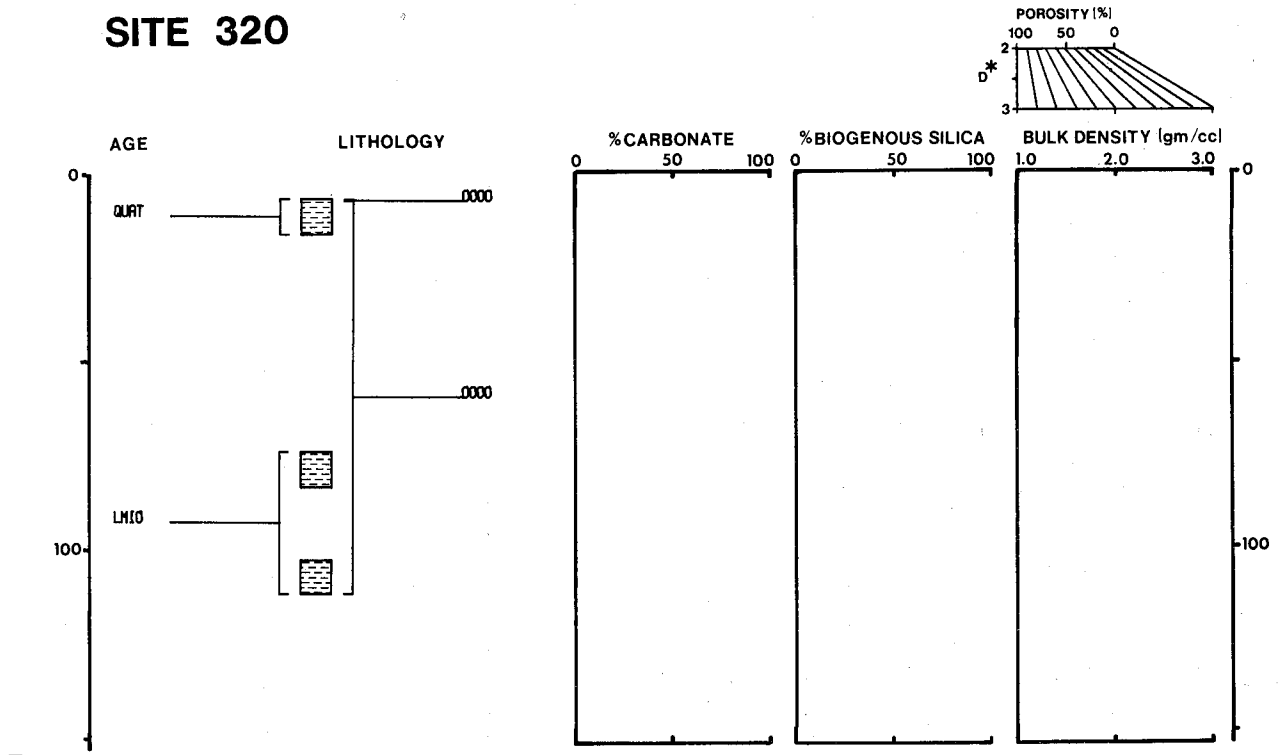 SITE 320
POROSITY (%)
100 50 0
2
D*
3
AGE
LITHOLOGY
%CARBONATE
%BIOGENOUS SILICA
BULK DENSITY (gm/cc)
0 50 100
0 50 100
1.0 2.0 3.0
0
0
QUAT
0000
0000
LMIO
100
100